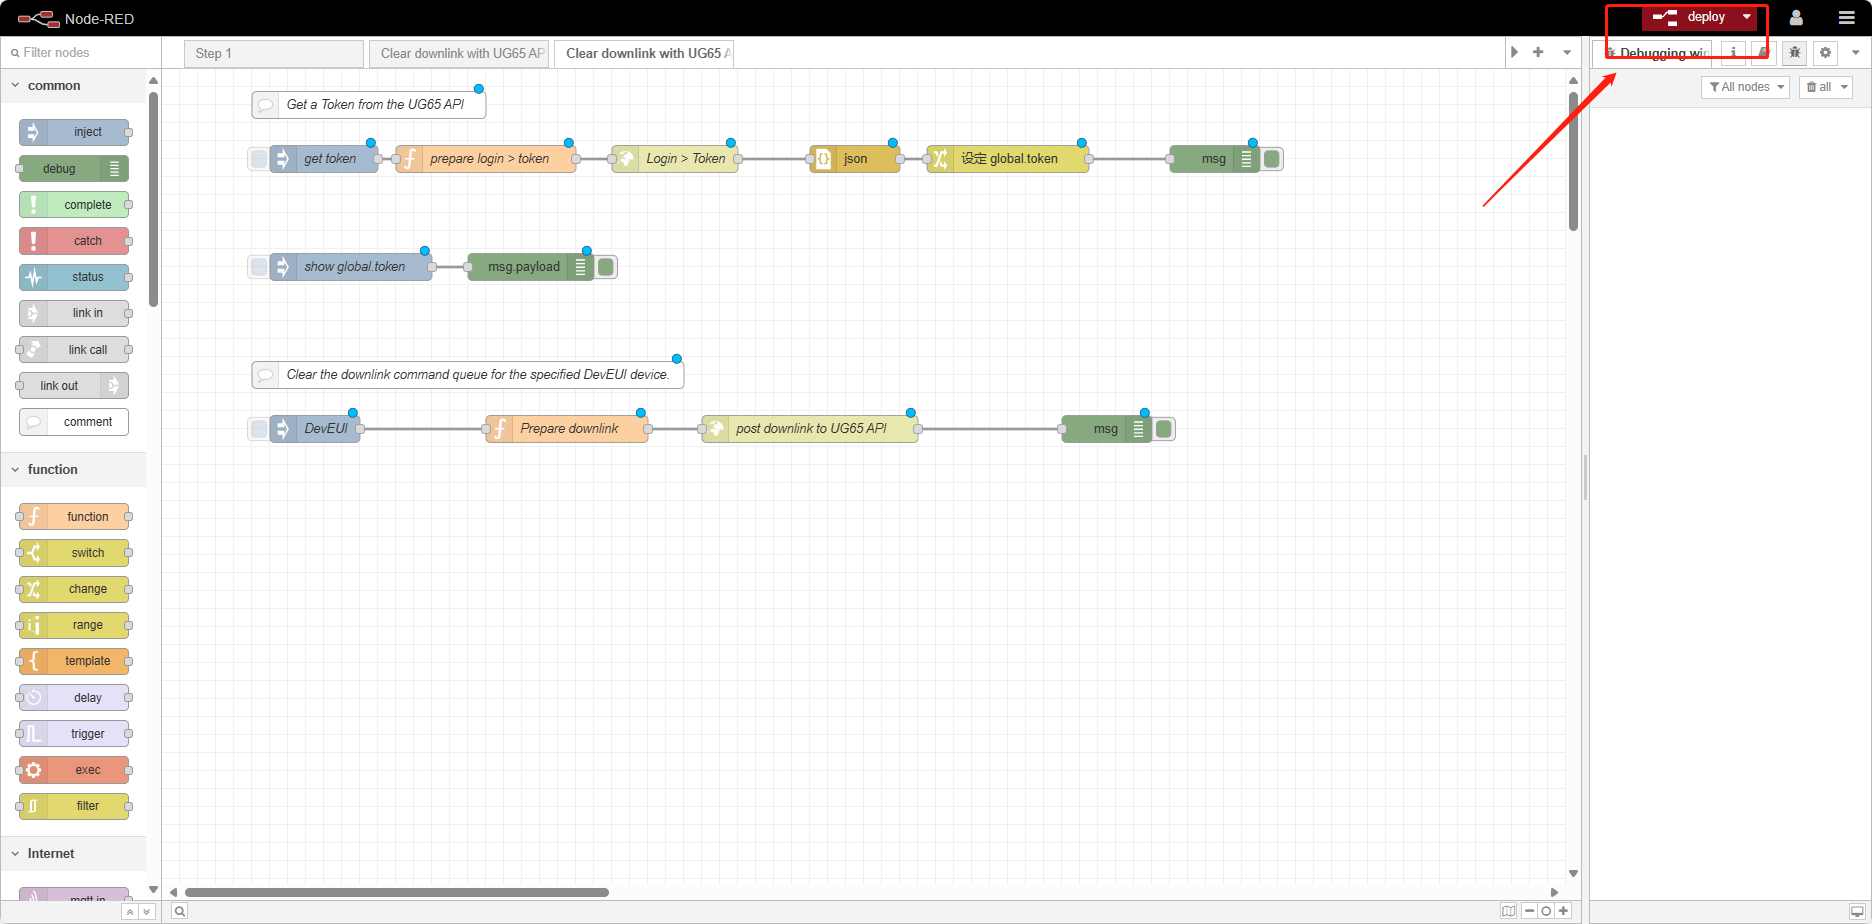 Node-RED
deploy
Filter nodes
Step 1
Clear downlink with UG65 AP
Clear downlink with UG65 A
Debugging win
i
All nodes
all
common
inject
debug
complete
catch
status
link in
link call
link out
comment
function
function
switch
change
range
template
delay
trigger
exec
filter
Internet
mqtt in
Get a Token from the UG65 API
get token
prepare login > token
Login > Token
json
设定 global.token
msg
show global.token
msg.payload
Clear the downlink command queue for the specified DevEUI device.
DevEUI
Prepare downlink
post downlink to UG65 API
msg